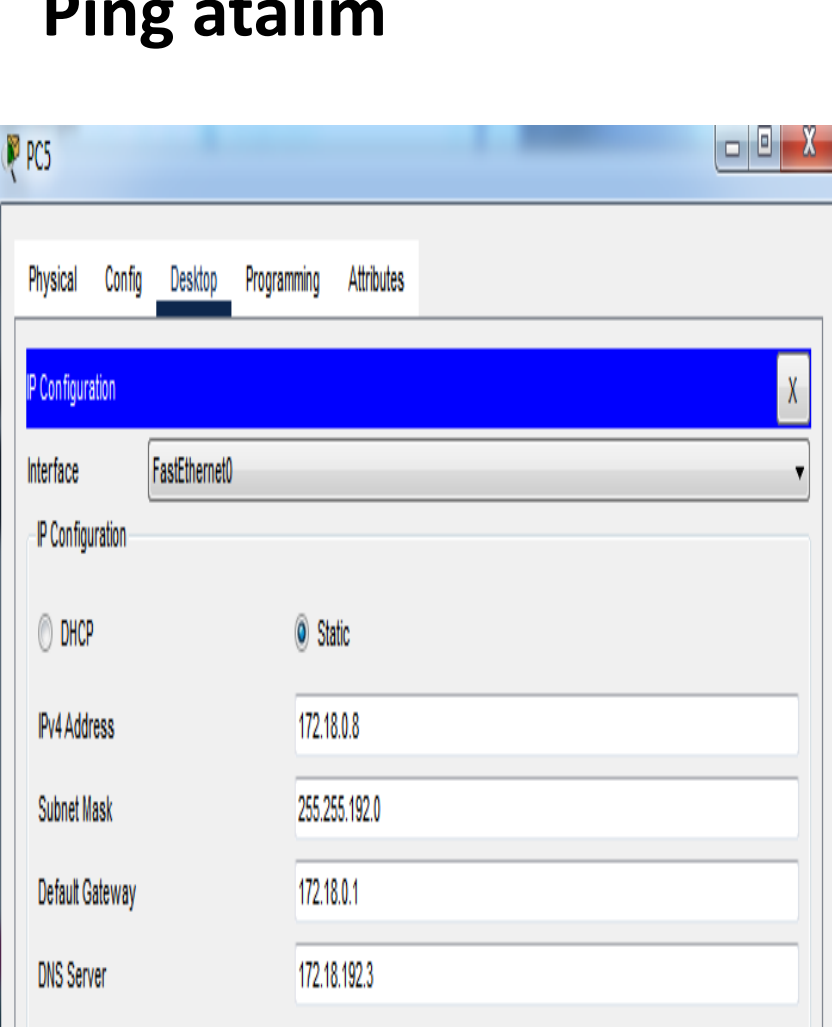 Ping atalım
PC5
X
Physical Config Desktop Programming Attributes
IP Configuration X
Interface FastEthernet0
IP Configuration
DHCP Static
IPv4 Address 172.18.0.8
Subnet Mask 255.255.192.0
Default Gateway 172.18.0.1
DNS Server 172.18.192.3